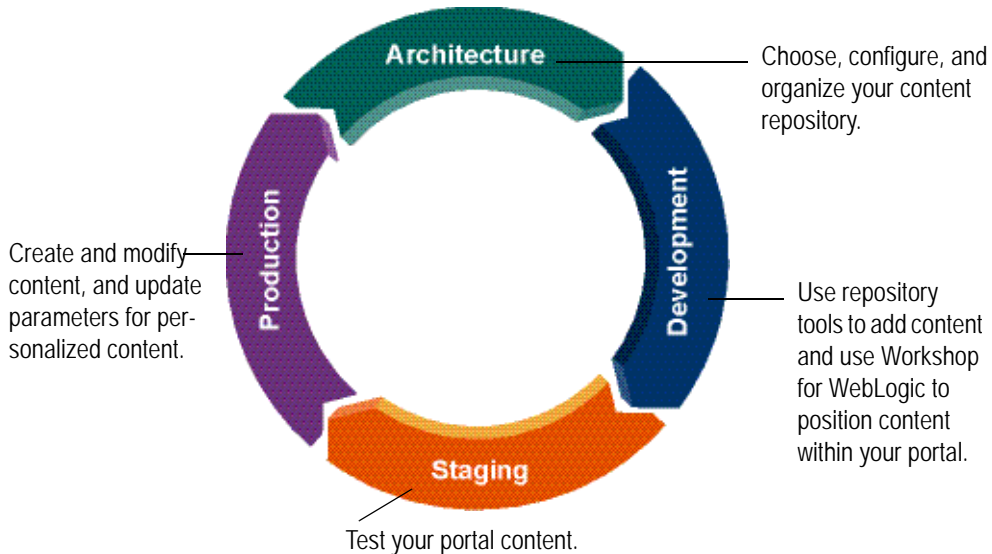 Architecture
Choose, configure, and
organize your content
repository.
Development
Use repository
tools to add content
and use Workshop
for WebLogic to
position content
within your portal.
Staging
Test your portal content.
Production
Create and modify
content, and update
parameters for per-
sonalized content.